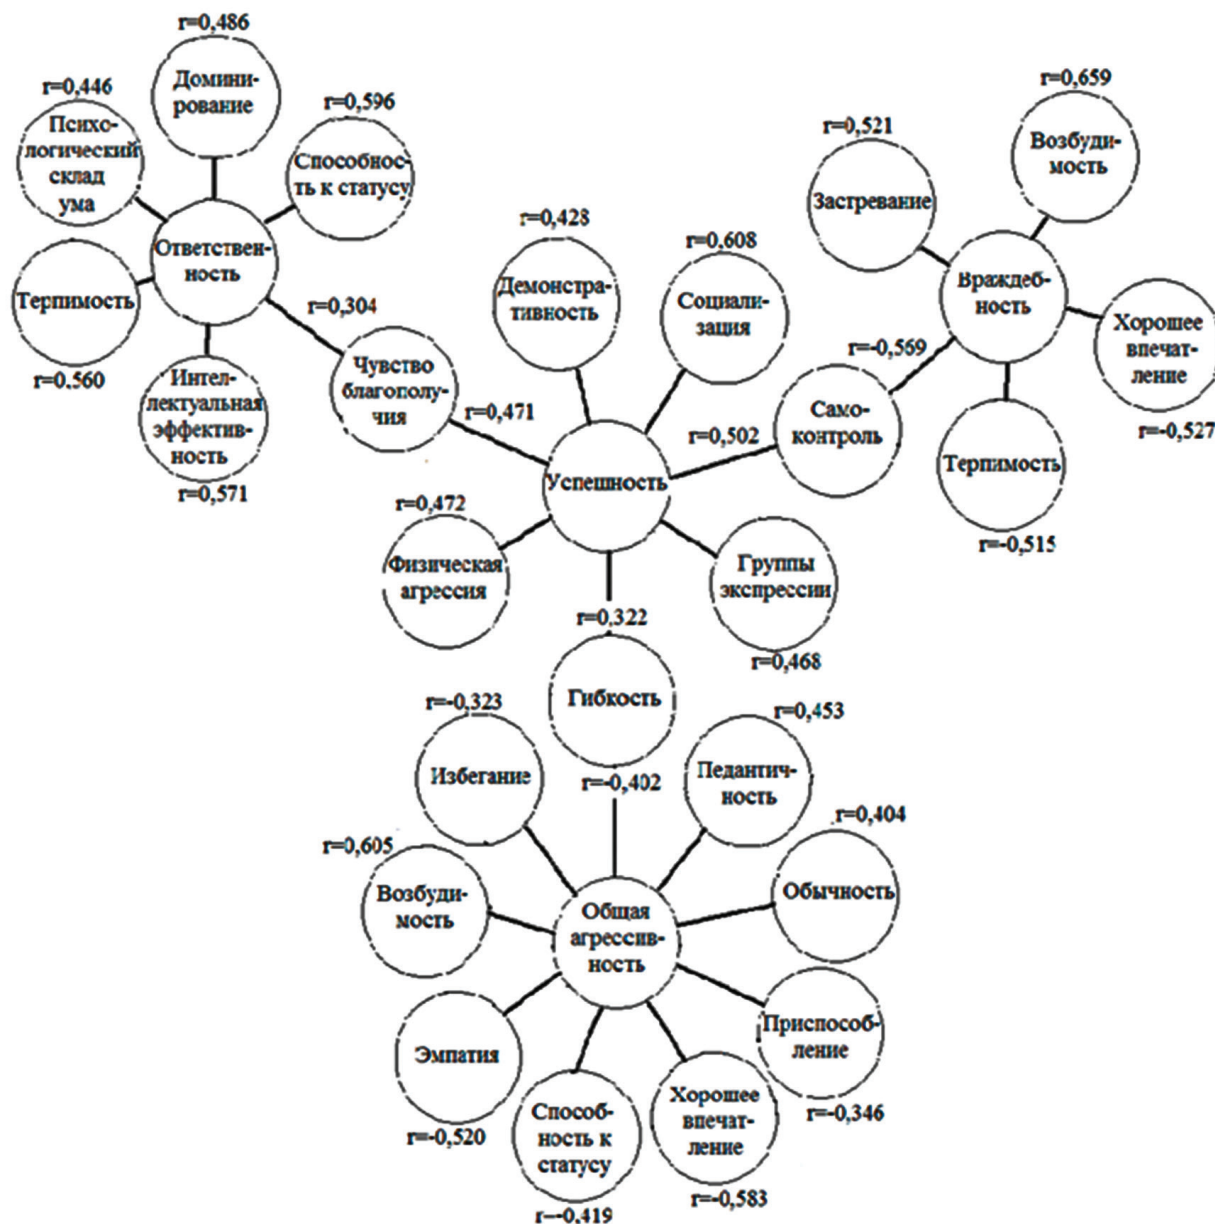 r=0,486
Домини-
рование
r=0,446
Психо-
логический
склад
ума
r=0,596
Способнос-
ть к статусу
Ответствен-
ность
Терпимость
r=0,560
Интел-
лектуальная
эффектив-
ность
r=0,571
r=0,304
Чувство
благополу-
чия
r=0,471
r=0,428
Демонстра-
тивность
r=0,608
Социали-
зация
Успешность
r=0,502
Само-
контроль
r=-0,569
r=0,521
Застревание
r=0,659
Возбуди-
мость
Враждеб-
ность
Хорошее
впечат-
ление
r=-0,527
Терпимость
r=-0,515
r=0,472
Физическая
агрессия
Группы
экспрессии
r=0,468
r=0,322
Гибкость
r=-0,402
r=-0,323
Избегание
r=0,453
Педантич-
ность
r=0,605
Возбуди-
мость
r=0,404
Обычность
Общая
агрессив-
ность
Эмпатия
r=-0,520
Приспособ-
ление
r=-0,346
Способ-
ность к
статусу
r=-0,419
Хорошее
впечат-
ление
r=-0,583